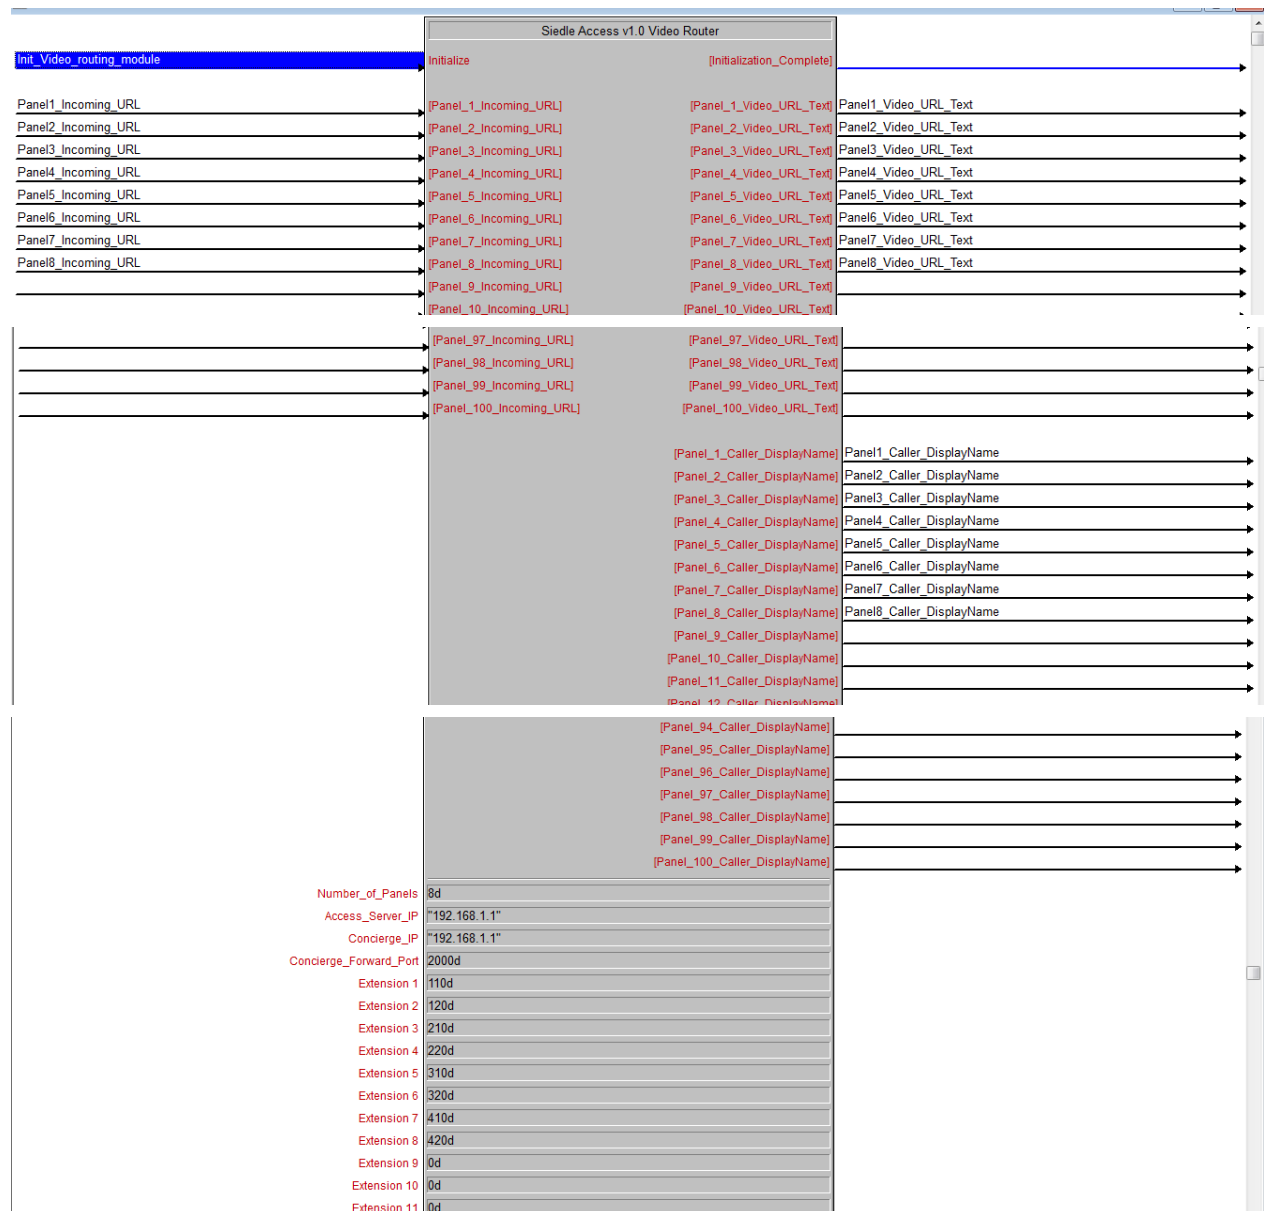 Siedle Access v1.0 Video Router
Init_Video_routing_module Initialize [Initialization_Complete]
Panel1_Incoming_URL [Panel_1_Incoming_URL] [Panel_1_Video_URL_Text] Panel1_Video_URL_Text
Panel2_Incoming_URL [Panel_2_Incoming_URL] [Panel_2_Video_URL_Text] Panel2_Video_URL_Text
Panel3_Incoming_URL [Panel_3_Incoming_URL] [Panel_3_Video_URL_Text] Panel3_Video_URL_Text
Panel4_Incoming_URL [Panel_4_Incoming_URL] [Panel_4_Video_URL_Text] Panel4_Video_URL_Text
Panel5_Incoming_URL [Panel_5_Incoming_URL] [Panel_5_Video_URL_Text] Panel5_Video_URL_Text
Panel6_Incoming_URL [Panel_6_Incoming_URL] [Panel_6_Video_URL_Text] Panel6_Video_URL_Text
Panel7_Incoming_URL [Panel_7_Incoming_URL] [Panel_7_Video_URL_Text] Panel7_Video_URL_Text
Panel8_Incoming_URL [Panel_8_Incoming_URL] [Panel_8_Video_URL_Text] Panel8_Video_URL_Text
[Panel_9_Incoming_URL] [Panel_9_Video_URL_Text]
[Panel_10_Incoming_URL] [Panel_10_Video_URL_Text]
[Panel_97_Incoming_URL] [Panel_97_Video_URL_Text]
[Panel_98_Incoming_URL] [Panel_98_Video_URL_Text]
[Panel_99_Incoming_URL] [Panel_99_Video_URL_Text]
[Panel_100_Incoming_URL] [Panel_100_Video_URL_Text]
[Panel_1_Caller_DisplayName] Panel1_Caller_DisplayName
[Panel_2_Caller_DisplayName] Panel2_Caller_DisplayName
[Panel_3_Caller_DisplayName] Panel3_Caller_DisplayName
[Panel_4_Caller_DisplayName] Panel4_Caller_DisplayName
[Panel_5_Caller_DisplayName] Panel5_Caller_DisplayName
[Panel_6_Caller_DisplayName] Panel6_Caller_DisplayName
[Panel_7_Caller_DisplayName] Panel7_Caller_DisplayName
[Panel_8_Caller_DisplayName] Panel8_Caller_DisplayName
[Panel_9_Caller_DisplayName]
[Panel_10_Caller_DisplayName]
[Panel_11_Caller_DisplayName]
[Panel_12_Caller_DisplayName]
[Panel_94_Caller_DisplayName]
[Panel_95_Caller_DisplayName]
[Panel_96_Caller_DisplayName]
[Panel_97_Caller_DisplayName]
[Panel_98_Caller_DisplayName]
[Panel_99_Caller_DisplayName]
[Panel_100_Caller_DisplayName]
Number_of_Panels 8d
Access_Server_IP "192.168.1.1"
Concierge_IP "192.168.1.1"
Concierge_Forward_Port 2000d
Extension 1 110d
Extension 2 120d
Extension 3 210d
Extension 4 220d
Extension 5 310d
Extension 6 320d
Extension 7 410d
Extension 8 420d
Extension 9 0d
Extension 10 0d
Extension 11 0d